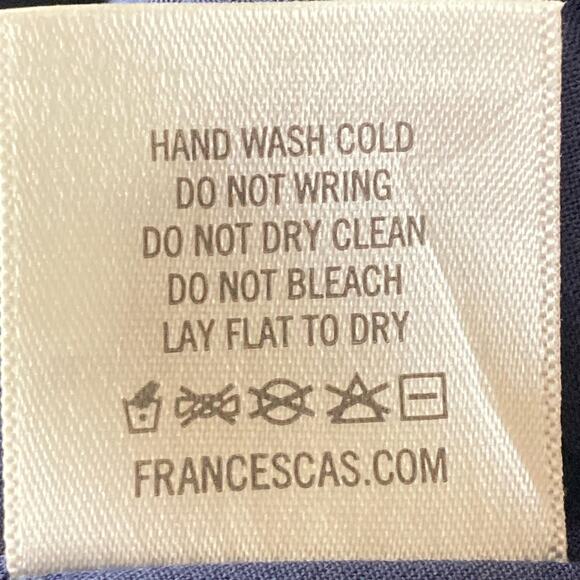 HAND WASH COLD
DO NOT WRING
DO NOT DRY CLEAN
DO NOT BLEACH
LAY FLAT TO DRY
FRANCESCAS.COM